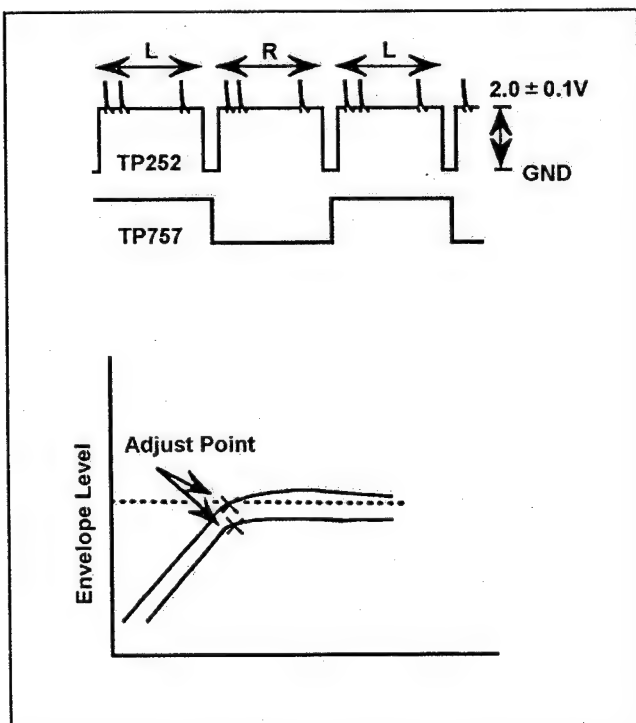 L R L
2.0 ± 0.1V
TP252
GND
TP757
Adjust Point
Envelope Level